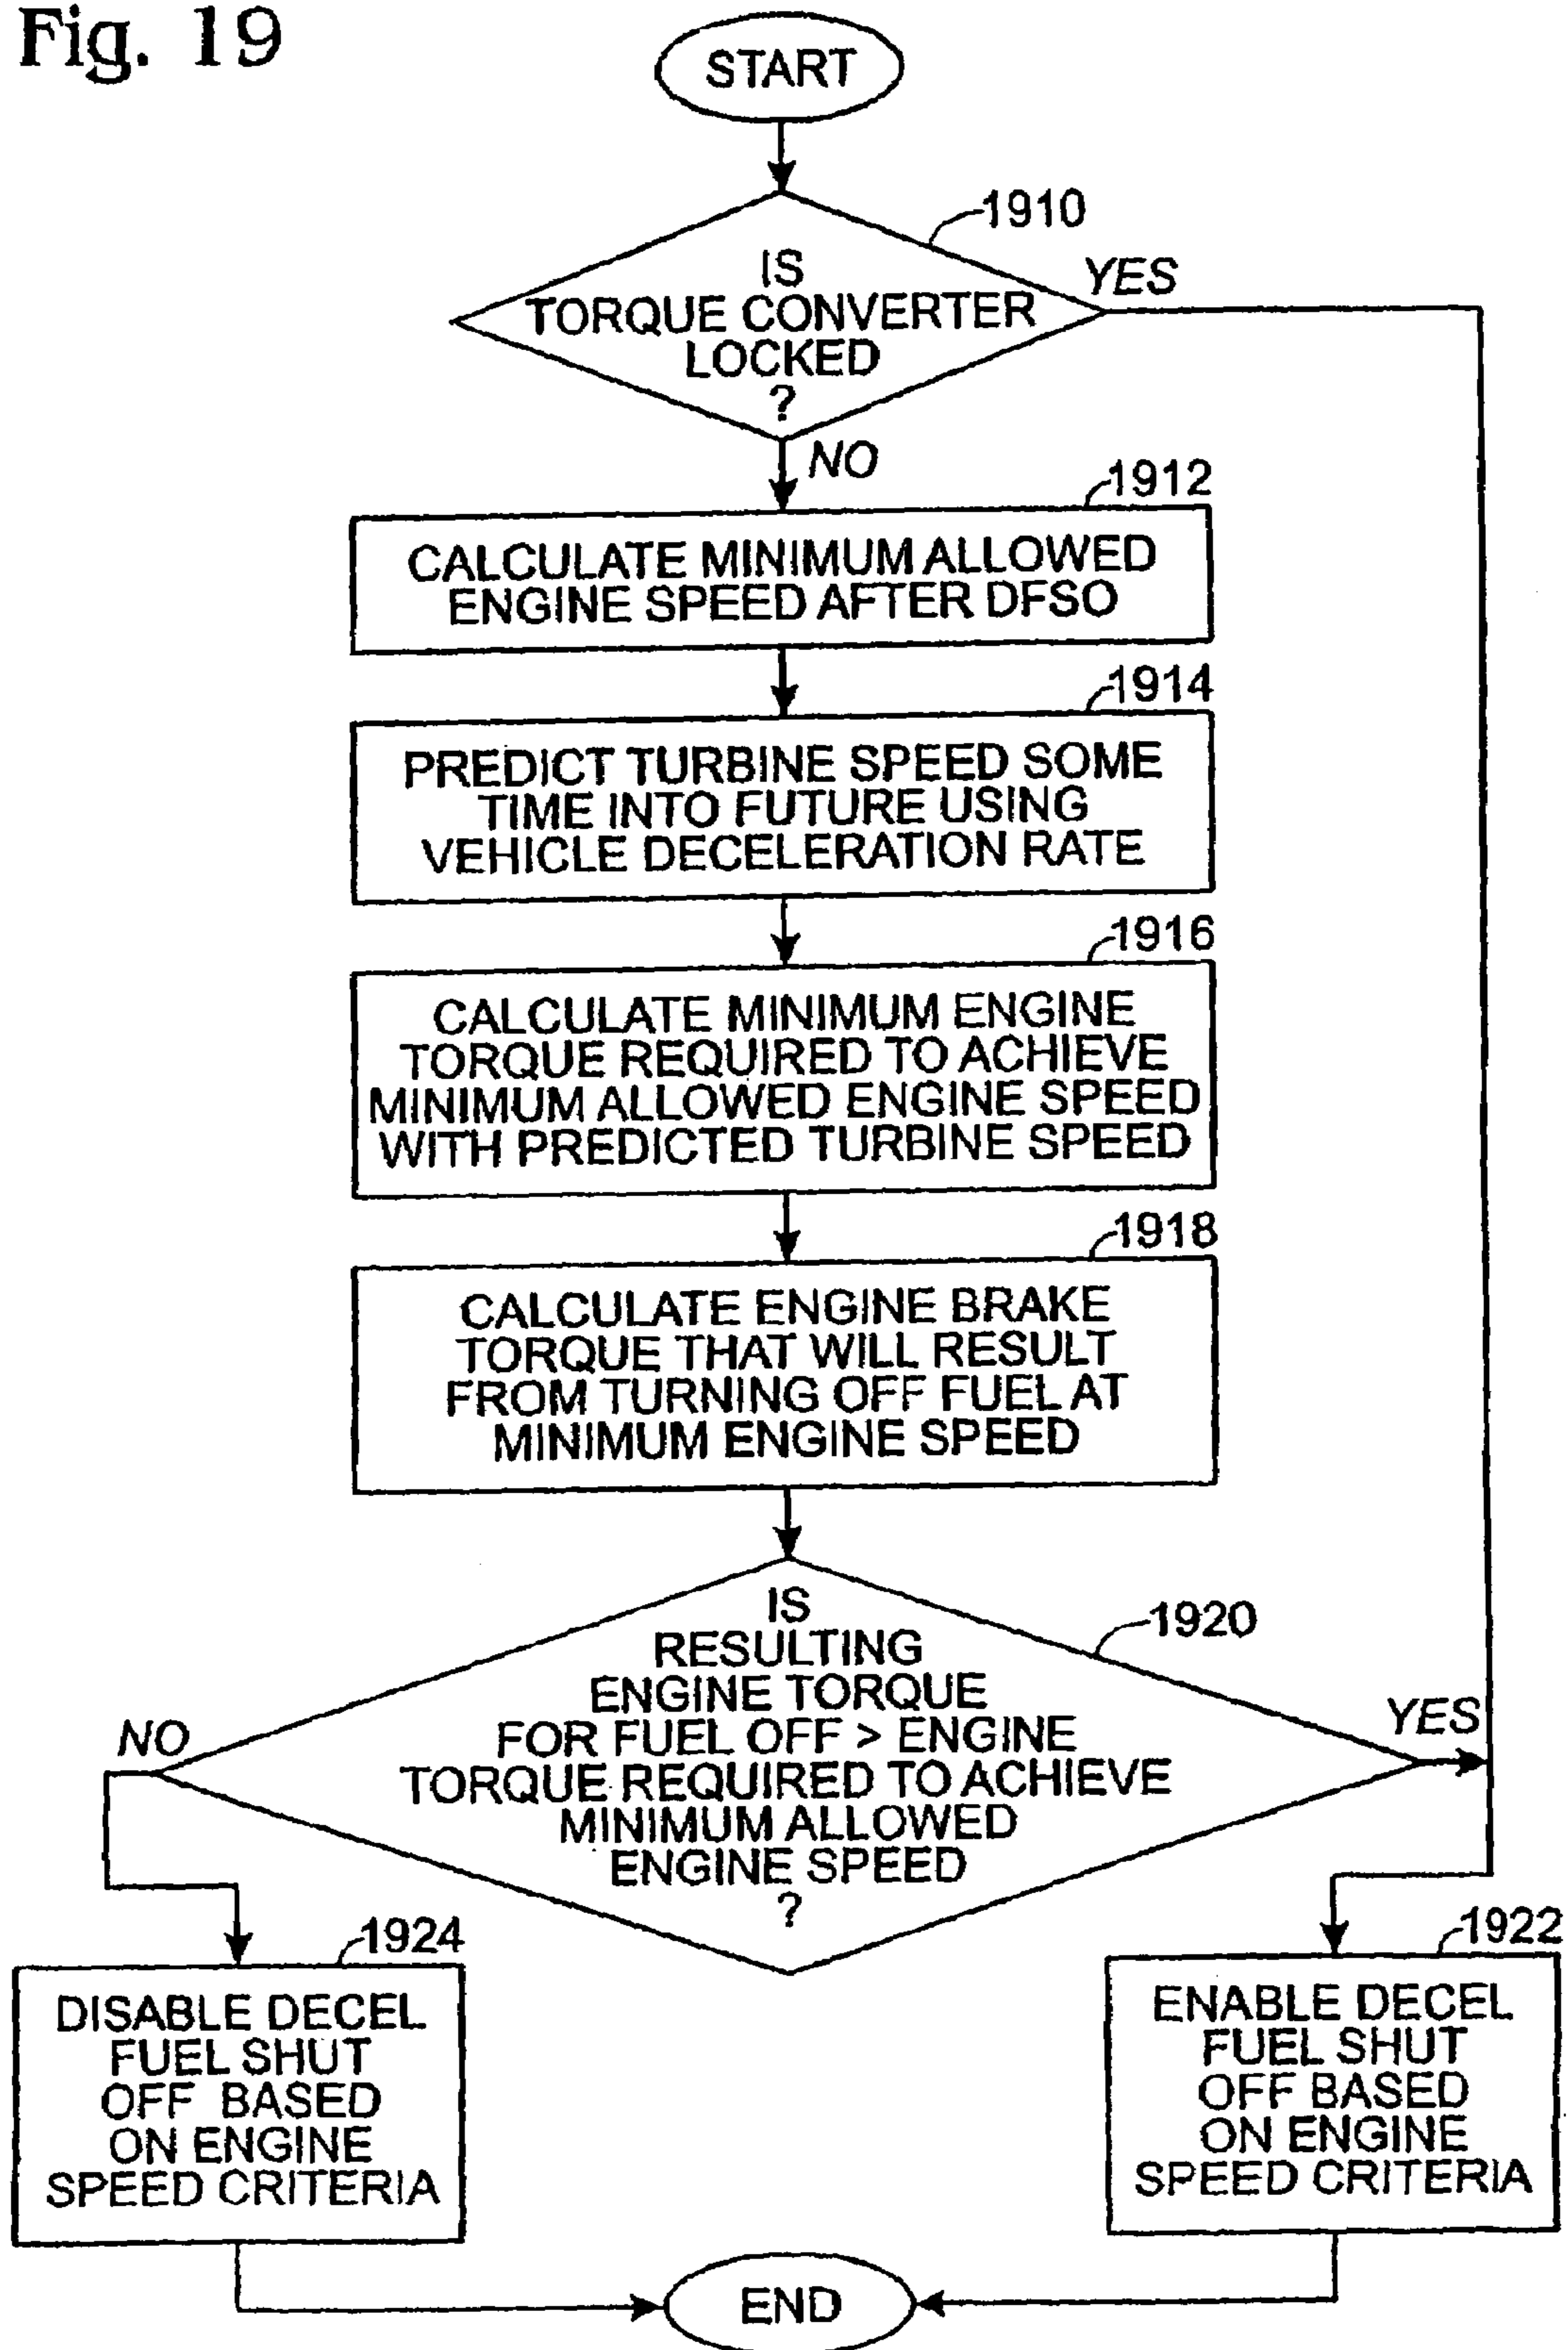 Fig. 19
START
1910
IS
TORQUE CONVERTER
LOCKED
?
YES
NO
1912
CALCULATE MINIMUM ALLOWED
ENGINE SPEED AFTER DFSO
1914
PREDICT TURBINE SPEED SOME
TIME INTO FUTURE USING
VEHICLE DECELERATION RATE
1916
CALCULATE MINIMUM ENGINE
TORQUE REQUIRED TO ACHIEVE
MINIMUM ALLOWED ENGINE SPEED
WITH PREDICTED TURBINE SPEED
1918
CALCULATE ENGINE BRAKE
TORQUE THAT WILL RESULT
FROM TURNING OFF FUEL AT
MINIMUM ENGINE SPEED
1920
IS
RESULTING
ENGINE TORQUE
FOR FUEL OFF > ENGINE
TORQUE REQUIRED TO ACHIEVE
MINIMUM ALLOWED
ENGINE SPEED
?
NO
YES
1924
DISABLE DECEL
FUEL SHUT
OFF BASED
ON ENGINE
SPEED CRITERIA
1922
ENABLE DECEL
FUEL SHUT
OFF BASED
ON ENGINE
SPEED CRITERIA
END